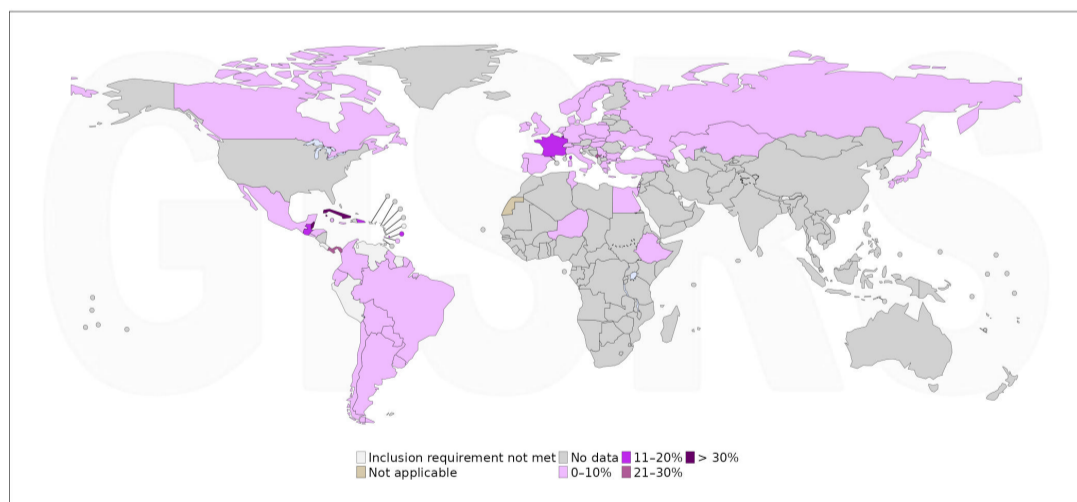 GISRS
Inclusion requirement not met No data 11–20% > 30%
Not applicable 0–10% 21–30%